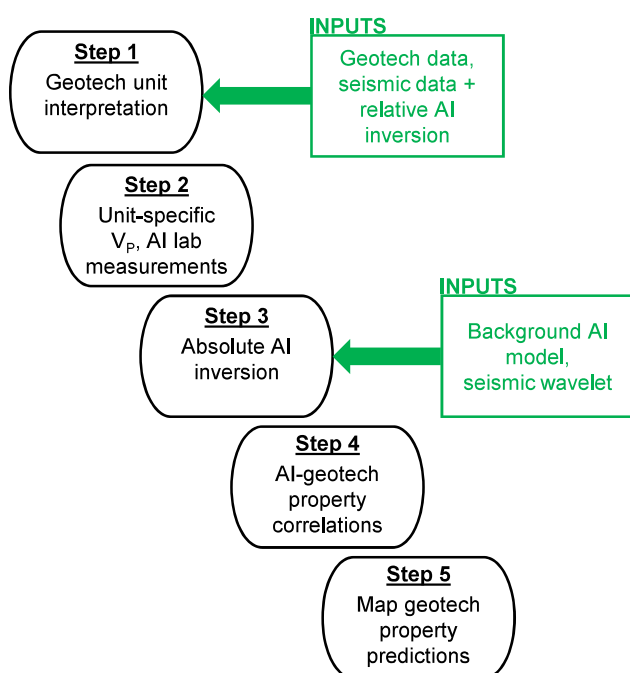 Step 1
Geotech unit
interpretation
INPUTS
Geotech data,
seismic data +
relative AI
inversion
Step 2
Unit-specific
VP, AI lab
measurements
Step 3
Absolute AI
inversion
INPUTS
Background AI
model,
seismic wavelet
Step 4
AI-geotech
property
correlations
Step 5
Map geotech
property
predictions